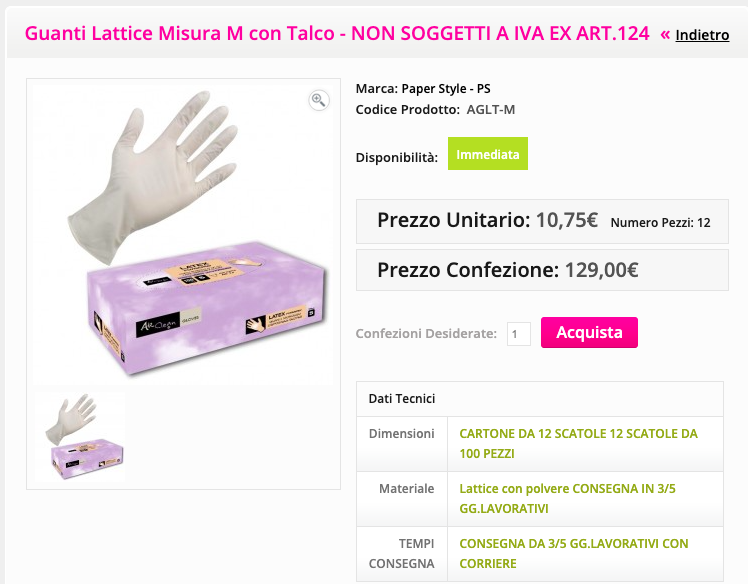 Guanti Lattice Misura M con Talco - NON SOGGETTI A IVA EX ART.124 « Indietro
Marca: Paper Style - PS
Codice Prodotto: AGLT-M
Disponibilità: Immediata
Prezzo Unitario: 10,75€ Numero Pezzi: 12
Prezzo Confezione: 129,00€
Confezioni Desiderate: 1 Acquista
LATEX
GLOVES
LATEX
Dati Tecnici
Dimensioni CARTONE DA 12 SCATOLE 12 SCATOLE DA
100 PEZZI
Materiale Lattice con polvere CONSEGNA IN 3/5
GG.LAVORATIVI
TEMPI CONSEGNA DA 3/5 GG.LAVORATIVI CON
CONSEGNA CORRIERE